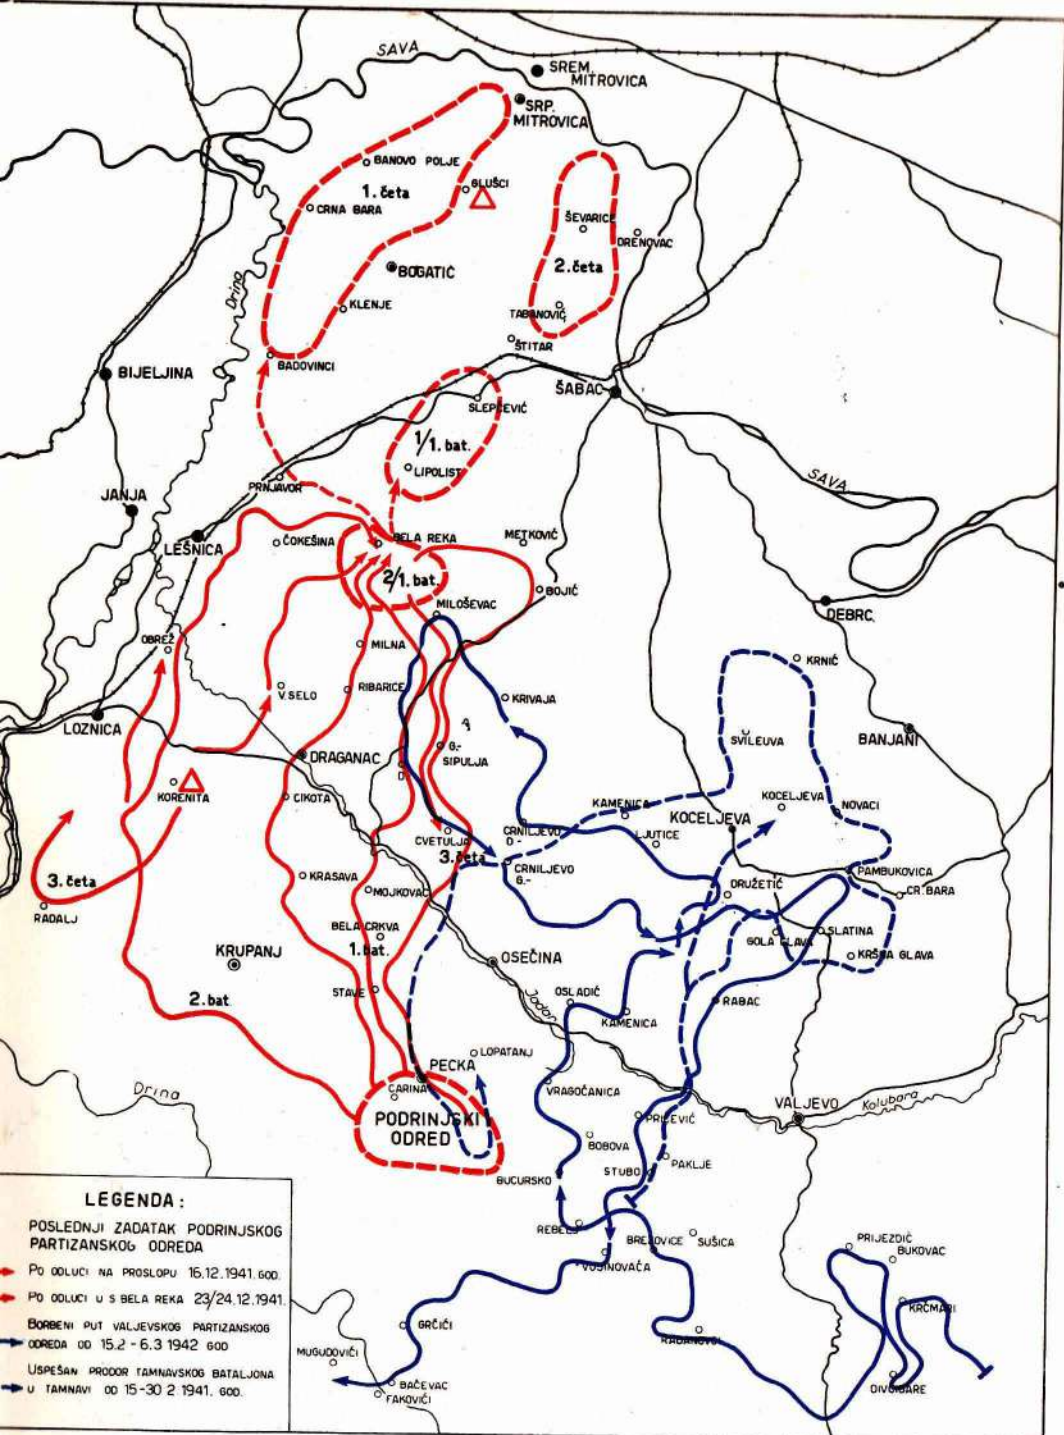 SAVA
SREM. MITROVICA
SRP. MITROVICA
BANOVO POLJE
1. četa
GLUŠCI
CRNA BARA
ŠEVARICE
DRENOVAC
BOGATIĆ
2. četa
Drina
KLENJE
TABANOVIĆ
ŠTITAR
BADOVINCI
BIJELJINA
ŠABAC
SLEPČEVIĆ
1/1. bat.
LIPOLIST
SAVA
PRNJAVOR
JANJA
LEŠNICA
ČOKEŠINA
BELA REKA
METKOVIĆ
2/1. bat.
BOJIĆ
MILOŠEVAC
DEBRC
OBREŽ
MILNA
KRNIĆ
V. SELO
RIBARICE
KRIVAJA
LOZNICA
SVILEUVA
BANJANI
DRAGANAC
G.-
SIPULJA
D.
KORENITA
CIKOTA
KAMENICA
KOCELJEVA
NOVACI
KOCELJEVA
CRNILJEVO
D.-
LJUTICE
CVETULJA
3. četa
CRNILJEVO
G.-
3. četa
KRASAVA
MOJKOVAC
DRUŽETIĆ
PAMBUKOVICA
CR. BARA
RADALJ
BELA CRKVA
1. bat.
KRUPANJ
OSEČINA
GOLA GLAVA
SLATINA
KRŠNA GLAVA
STAVE
2. bat.
Jadar
OSLADIĆ
KAMENICA
RABAC
LOPATANJ
PECKA
CARINA
VRAGOČANICA
Drina
VALJEVO
Kolubara
PODRINJSKI
ODRED
PRIČEVIĆ
BOBOVA
STUBO
PAKLJE
BUCURSKO
REBELJ
BREZOVICE
SUŠICA
VUJINOVAČA
PRIJEZDIĆ
BUKOVAC
KRČMARI
GRČIĆI
RADANOVCI
MUGUDOVIĆI
BAČEVAC
FAKOVIĆI
DIVČIBARE
LEGENDA :
POSLEDNJI ZADATAK PODRINJSKOG
PARTIZANSKOG ODREDA
PO ODLUCI NA PROSLOPU 16.12.1941. GOD.
PO ODLUCI U S BELA REKA 23/24.12.1941.
BORBENI PUT VALJEVSKOG PARTIZANSKOG
ODREDA OD 15.2 - 6.3 1942 GOD
USPEŠAN PRODOR TAMNAVSKOG BATALJONA
U TAMNAVI OD 15-30 2. 1941. GOD.